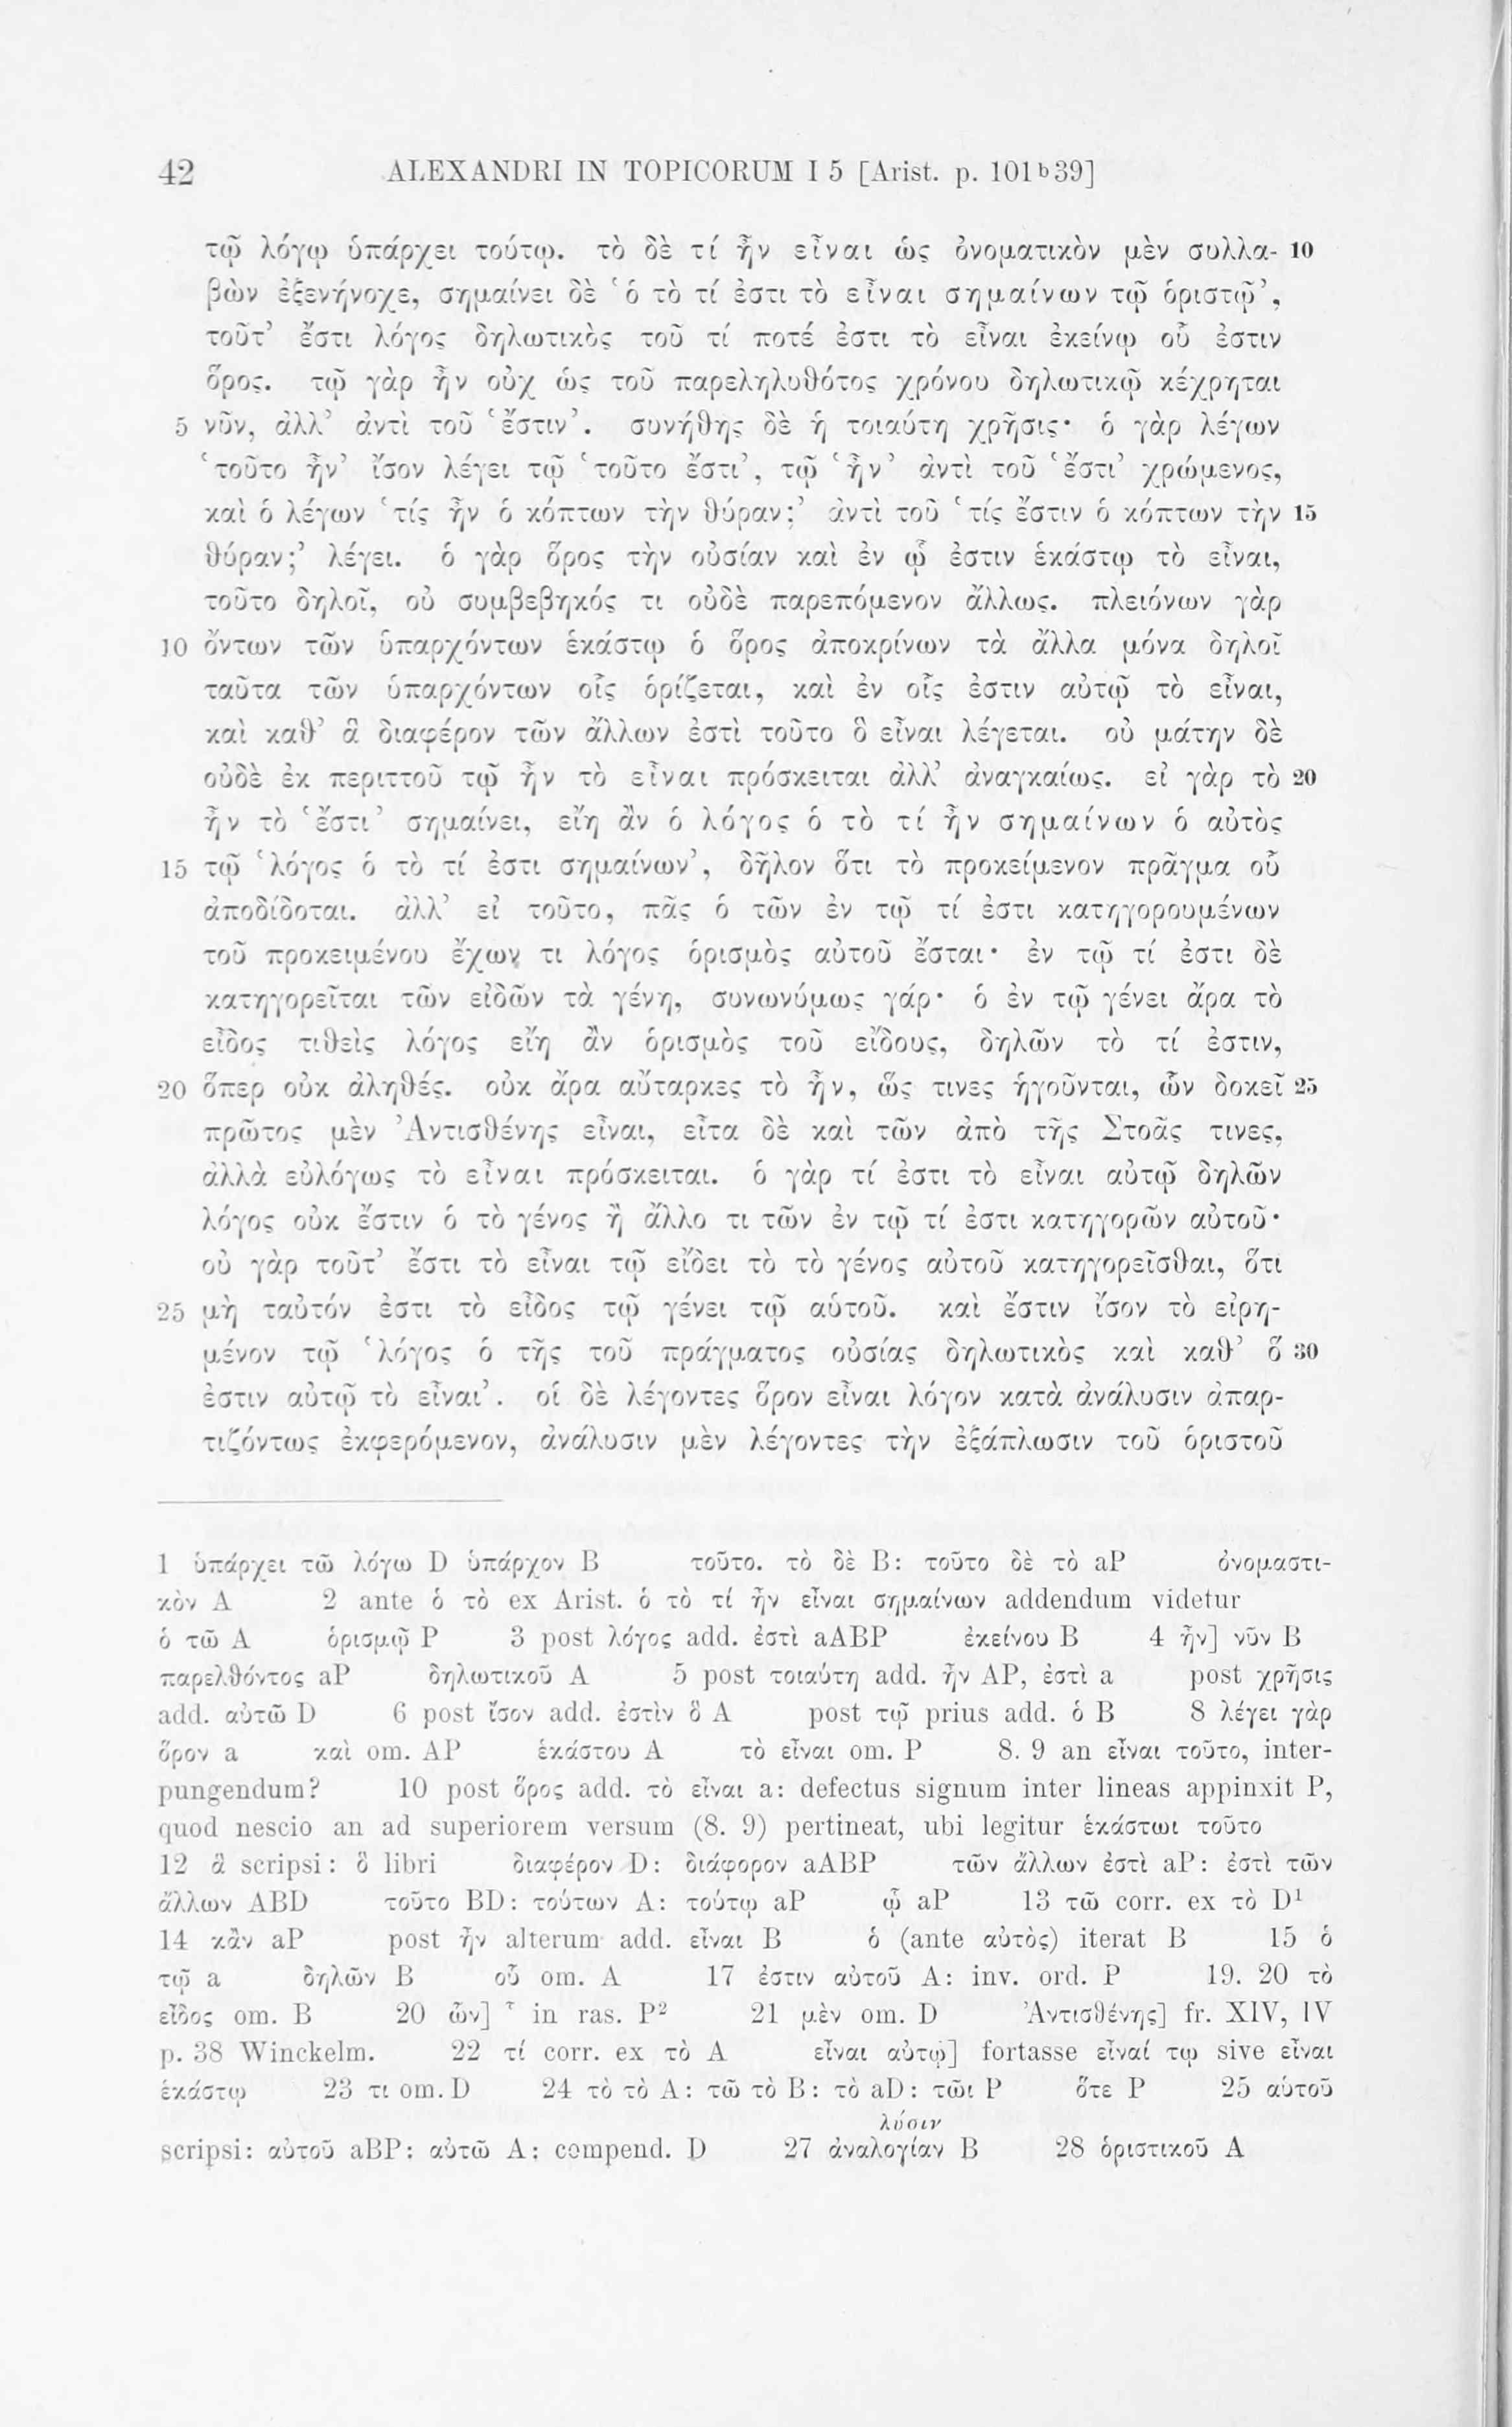 42 ALEXANDRI IN TOPICORUM I 5 [Arist. p. 101b39]
τῷ λόγῳ ὑπάρχει τούτῳ. τὸ δὲ τί ἦν εἶναι ὡς ὀνοματικὸν μὲν συλλα- 10
βὼν ἐξενήνοχε, σημαίνει δὲ ‘ὁ τὸ τί ἐστι τὸ εἶναι σημαίνων τῷ ὁριστῷ’,
τοῦτ’ ἔστι λόγος δηλωτικὸς τοῦ τί ποτέ ἐστι τὸ εἶναι ἐκείνῳ οὗ ἐστιν
ὅρος. τῷ γὰρ ἦν οὐχ ὡς τοῦ παρεληλυθότος χρόνου δηλωτικῷ κέχρηται
5 νῦν, ἀλλ’ ἀντὶ τοῦ ‘ἔστιν’. συνήθης δὲ ἡ τοιαύτη χρῆσις· ὁ γὰρ λέγων
‘τοῦτο ἦν’ ἴσον λέγει τῷ ‘τοῦτο ἔστι’, τῷ ‘ἦν’ ἀντὶ τοῦ ‘ἔστι’ χρώμενος,
καὶ ὁ λέγων ‘τίς ἦν ὁ κόπτων τὴν θύραν;’ ἀντὶ τοῦ ‘τίς ἔστιν ὁ κόπτων τὴν 15
θύραν;’ λέγει. ὁ γὰρ ὅρος τὴν οὐσίαν καὶ ἐν ᾧ ἐστιν ἑκάστῳ τὸ εἶναι,
τοῦτο δηλοῖ, οὐ συμβεβηκός τι οὐδὲ παρεπόμενον ἄλλως. πλειόνων γὰρ
10 ὄντων τῶν ὑπαρχόντων ἑκάστῳ ὁ ὅρος ἀποκρίνων τὰ ἄλλα μόνα δηλοῖ
ταῦτα τῶν ὑπαρχόντων οἷς ὁρίζεται, καὶ ἐν οἷς ἐστιν αὐτῷ τὸ εἶναι,
καὶ καθ’ ἃ διαφέρον τῶν ἄλλων ἐστὶ τοῦτο ὃ εἶναι λέγεται. οὐ μάτην δὲ
οὐδὲ ἐκ περιττοῦ τῷ ἦν τὸ εἶναι πρόσκειται ἀλλ’ ἀναγκαίως. εἰ γὰρ τὸ 20
ἦν τὸ ‘ἔστι’ σημαίνει, εἴη ἂν ὁ λόγος ὁ τὸ τί ἦν σημαίνων ὁ αὐτὸς
15 τῷ ‘λόγος ὁ τὸ τί ἐστι σημαίνων’, δῆλον ὅτι τὸ προκείμενον πρᾶγμα οὗ
ἀποδίδοται. ἀλλ’ εἰ τοῦτο, πᾶς ὁ τῶν ἐν τῷ τί ἐστι κατηγορουμένων
τοῦ προκειμένου ἔχων τι λόγος ὁρισμὸς αὐτοῦ ἔσται· ἐν τῷ τί ἐστι δὲ
κατηγορεῖται τῶν εἰδῶν τὰ γένη, συνωνύμως γάρ· ὁ ἐν τῷ γένει ἄρα τὸ
εἶδος τιθεὶς λόγος εἴη ἂν ὁρισμὸς τοῦ εἴδους, δηλῶν τὸ τί ἐστιν,
20 ὅπερ οὐκ ἀληθές. οὐκ ἄρα αὔταρκες τὸ ἦν, ὥς τινες ἡγοῦνται, ὧν δοκεῖ 25
πρῶτος μὲν Ἀντισθένης εἶναι, εἶτα δὲ καὶ τῶν ἀπὸ τῆς Στοᾶς τινες,
ἀλλὰ εὐλόγως τὸ εἶναι πρόσκειται. ὁ γὰρ τί ἐστι τὸ εἶναι αὐτῷ δηλῶν
λόγος οὐκ ἔστιν ὁ τὸ γένος ἢ ἄλλο τι τῶν ἐν τῷ τί ἐστι κατηγορῶν αὐτοῦ·
οὐ γὰρ τοῦτ’ ἔστι τὸ εἶναι τῷ εἴδει τὸ τὸ γένος αὐτοῦ κατηγορεῖσθαι, ὅτι
25 μὴ ταὐτόν ἐστι τὸ εἶδος τῷ γένει τῷ αὑτοῦ. καὶ ἔστιν ἴσον τὸ εἰρη-
μένον τῷ ‘λόγος ὁ τῆς τοῦ πράγματος οὐσίας δηλωτικὸς καὶ καθ’ ὅ 30
ἐστιν αὐτῷ τὸ εἶναι’. οἱ δὲ λέγοντες ὅρον εἶναι λόγον κατὰ ἀνάλυσιν ἀπαρ-
τιζόντως ἐκφερόμενον, ἀνάλυσιν μὲν λέγοντες τὴν ἐξάπλωσιν τοῦ ὁριστοῦ
1 ὑπάρχει τῶ λόγω D ὑπάρχον B τοῦτο. τὸ δὲ B: τοῦτο δὲ τὸ aP ὀνομαστι-
κὸν A 2 ante ὁ τὸ ex Arist. ὁ τὸ τί ἦν εἶναι σημαίνων addendum videtur
ὁ τῶ A ὁρισμῷ P 3 post λόγος add. ἐστὶ aABP ἐκείνου B 4 ἦν] νῦν B
παρελθόντος aP δηλωτικοῦ A 5 post τοιαύτη add. ἦν AP, ἐστὶ a post χρῆσις
add. αὐτῶ D 6 post ἴσον add. ἐστὶν ὃ A post τῷ prius add. ὁ B 8 λέγει γὰρ
ὅρον a καὶ om. AP ἑκάστου A τὸ εἶναι om. P 8. 9 an εἶναι τοῦτο, inter-
pungendum? 10 post ὅρος add. τὸ εἶναι a: defectus signum inter lineas appinxit P,
quod nescio an ad superiorem versum (8. 9) pertineat, ubi legitur ἑκάστωι τοῦτο
12 ἃ scripsi: ὃ libri διαφέρον D: διάφορον aABP τῶν ἄλλων ἐστὶ aP: ἐστὶ τῶν
ἄλλων ABD τοῦτο BD: τούτων A: τούτῳ aP ᾧ aP 13 τῶ corr. ex τὸ D1
14 κἂν aP post ἦν alterum add. εἶναι B ὁ (ante αὐτὸς) iterat B 15 ὁ
τῷ a δηλῶν B οὗ om. A 17 ἐστιν αὐτοῦ A: inv. ord. P 19. 20 τὸ
εἶδος om. B 20 ὧν] in ras. P2 21 μὲν om. D Ἀντισθένης] fr. XIV, IV
p. 38 Winckelm. 22 τί corr. ex τὸ A εἶναι αὐτῷ] fortasse εἶναί τῳ sive εἶναι
ἑκάστῳ 23 τι om. D 24 τὸ τὸ A: τῶ τὸ B: τὸ aD: τῶι P ὅτε P 25 αὑτοῦ
λύσιν
scripsi: αὐτοῦ aBP: αὐτῶ A: compend. D 27 ἀναλογίαν B 28 ὁριστικοῦ A